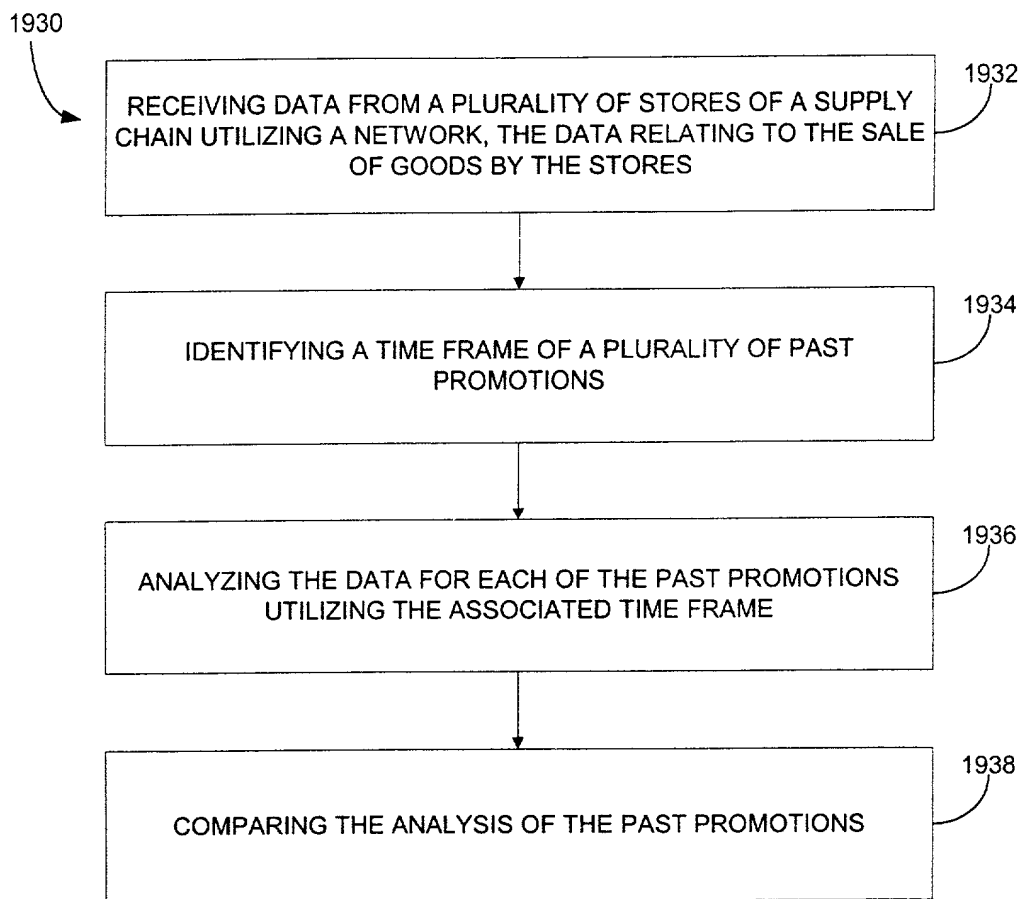 1930
1932
RECEIVING DATA FROM A PLURALITY OF STORES OF A SUPPLY
CHAIN UTILIZING A NETWORK, THE DATA RELATING TO THE SALE
OF GOODS BY THE STORES
1934
IDENTIFYING A TIME FRAME OF A PLURALITY OF PAST
PROMOTIONS
1936
ANALYZING THE DATA FOR EACH OF THE PAST PROMOTIONS
UTILIZING THE ASSOCIATED TIME FRAME
1938
COMPARING THE ANALYSIS OF THE PAST PROMOTIONS